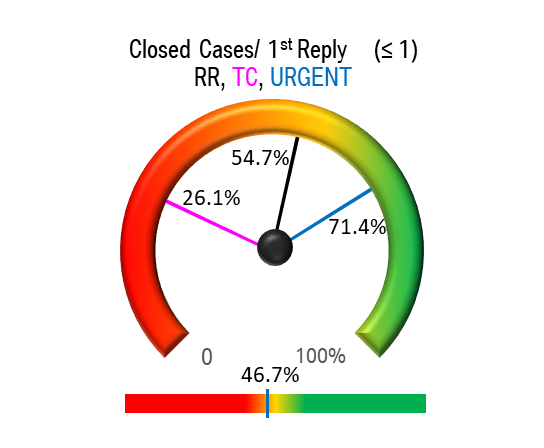 Closed Cases/ 1st Reply (≤ 1)
RR, TC, URGENT
54.7%
26.1%
71.4%
0 100%
46.7%